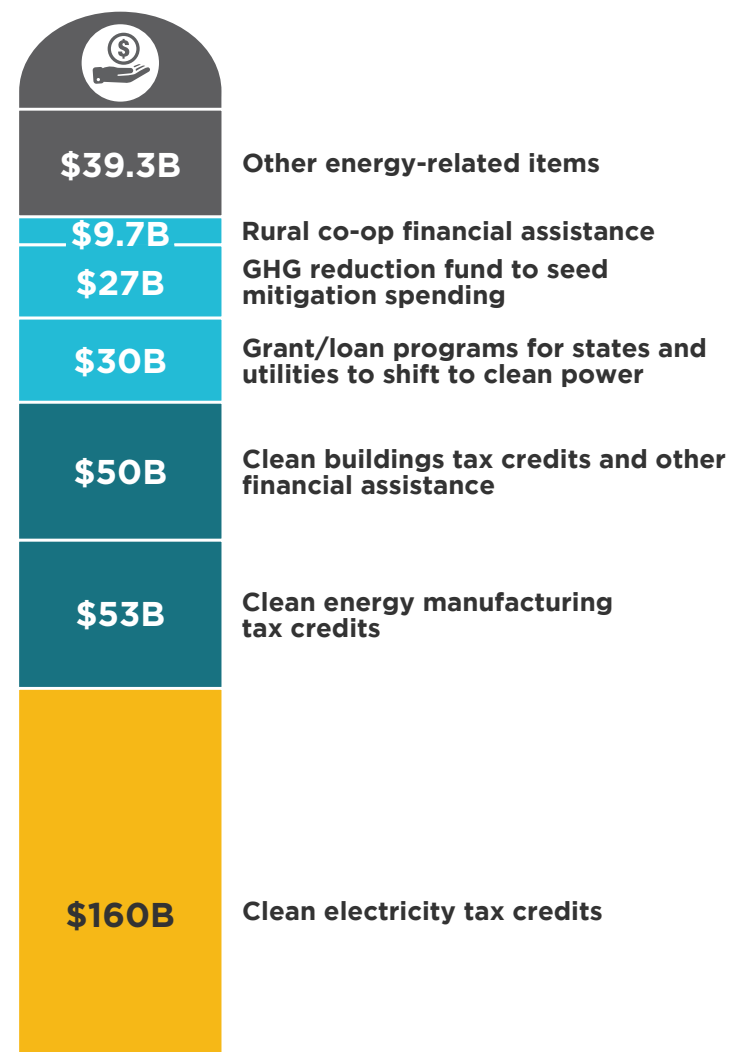 $
$39.3B
Other energy-related items
$9.7B
Rural co-op financial assistance
$27B
GHG reduction fund to seed
mitigation spending
$30B
Grant/loan programs for states and
utilities to shift to clean power
$50B
Clean buildings tax credits and other
financial assistance
$53B
Clean energy manufacturing
tax credits
$160B
Clean electricity tax credits